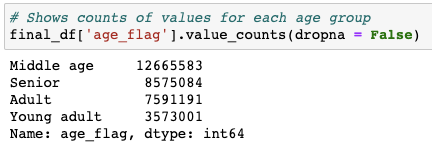 # Shows counts of values for each age group
final_df['age_flag'].value_counts(dropna = False)
Middle age     12665583
Senior          8575084
Adult           7591191
Young adult     3573001
Name: age_flag, dtype: int64